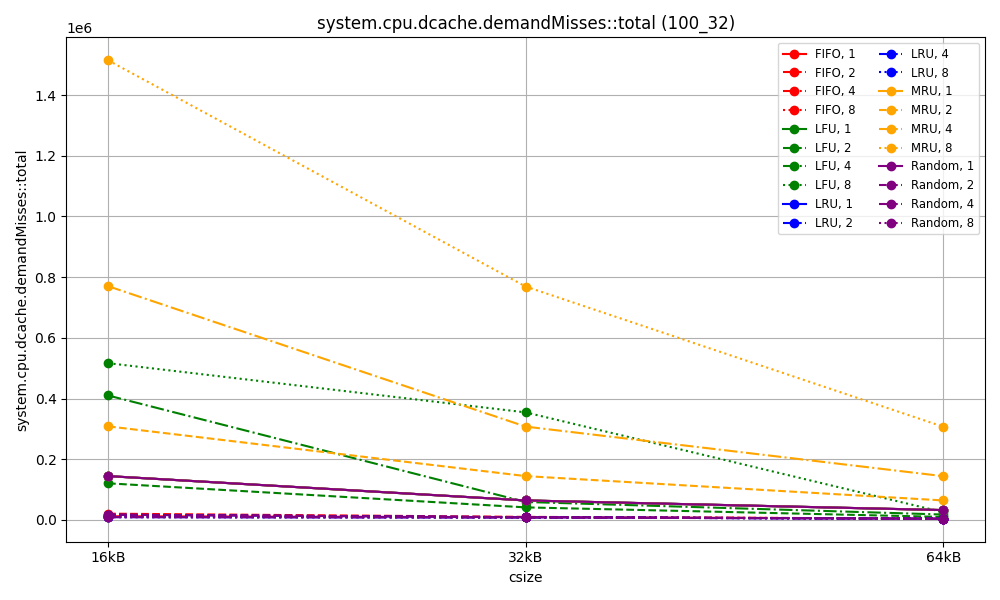 system.cpu.dcache.demandMisses::total (100_32)
1e6
1.4
1.2
1.0
0.8
0.6
0.4
0.2
0.0
system.cpu.dcache.demandMisses::total
16kB
32kB
64kB
csize
FIFO, 1
FIFO, 2
FIFO, 4
FIFO, 8
LFU, 1
LFU, 2
LFU, 4
LFU, 8
LRU, 1
LRU, 2
LRU, 4
LRU, 8
MRU, 1
MRU, 2
MRU, 4
MRU, 8
Random, 1
Random, 2
Random, 4
Random, 8